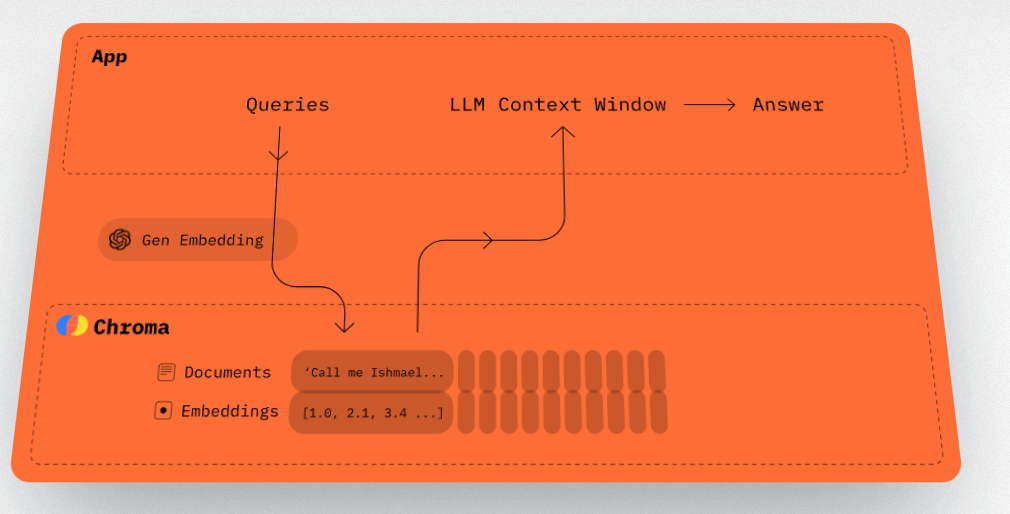 App
Queries
LLM Context Window
Answer
Gen Embedding
Chroma
Documents
‘Call me Ishmael...
Embeddings
[1.0, 2.1, 3.4 ...]